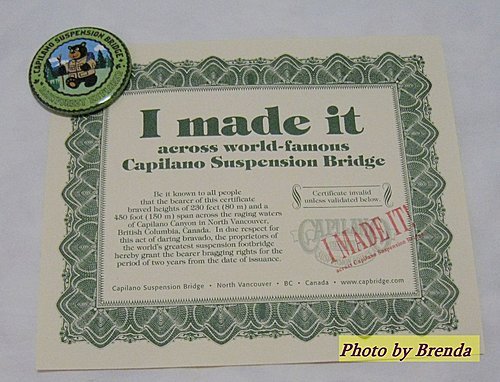 CAPILANO SUSPENSION BRIDGE
I made it
across world-famous
Capilano Suspension Bridge
Be it known to all people
that the bearer of this certificate
braved heights of 230 feet (80 m) and a
450 foot (180 m) span across the raging waters
of Capilano Canyon in North Vancouver,
British Columbia, Canada. In due respect for
this act of daring bravado, the proprietors of
the world's greatest suspension footbridge
hereby grant the bearer bragging rights for the
period of two years from the date of issuance.
Certificate invalid
unless validated below.
CAPILANO
I MADE IT!
across Capilano Suspension
Capilano Suspension Bridge • North Vancouver • BC • Canada • www.capbridge.com
Photo by Brenda